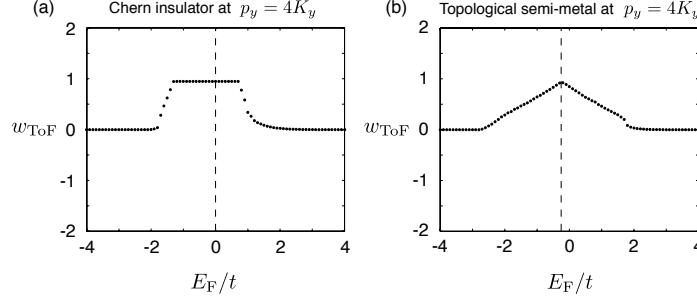 (a) Chern insulator at p_y = 4K_y
2
1
w_ToF 0
-1
-2
-4 -2 0 2 4
E_F/t
(b) Topological semi-metal at p_y = 4K_y
2
1
w_ToF 0
-1
-2
-4 -2 0 2 4
E_F/t